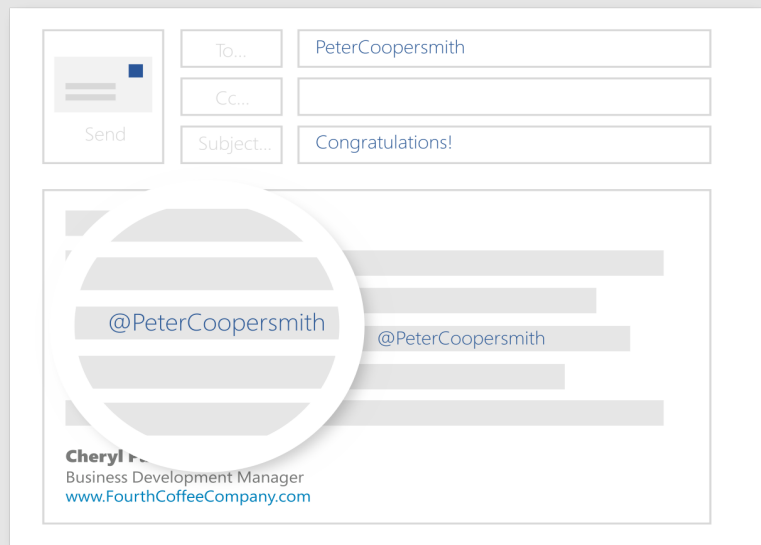 To...
PeterCoopersmith
Cc...
Send
Subject...
Congratulations!
@PeterCoopersmith
@PeterCoopersmith
Cheryl
Business Development Manager
www.FourthCoffeeCompany.com